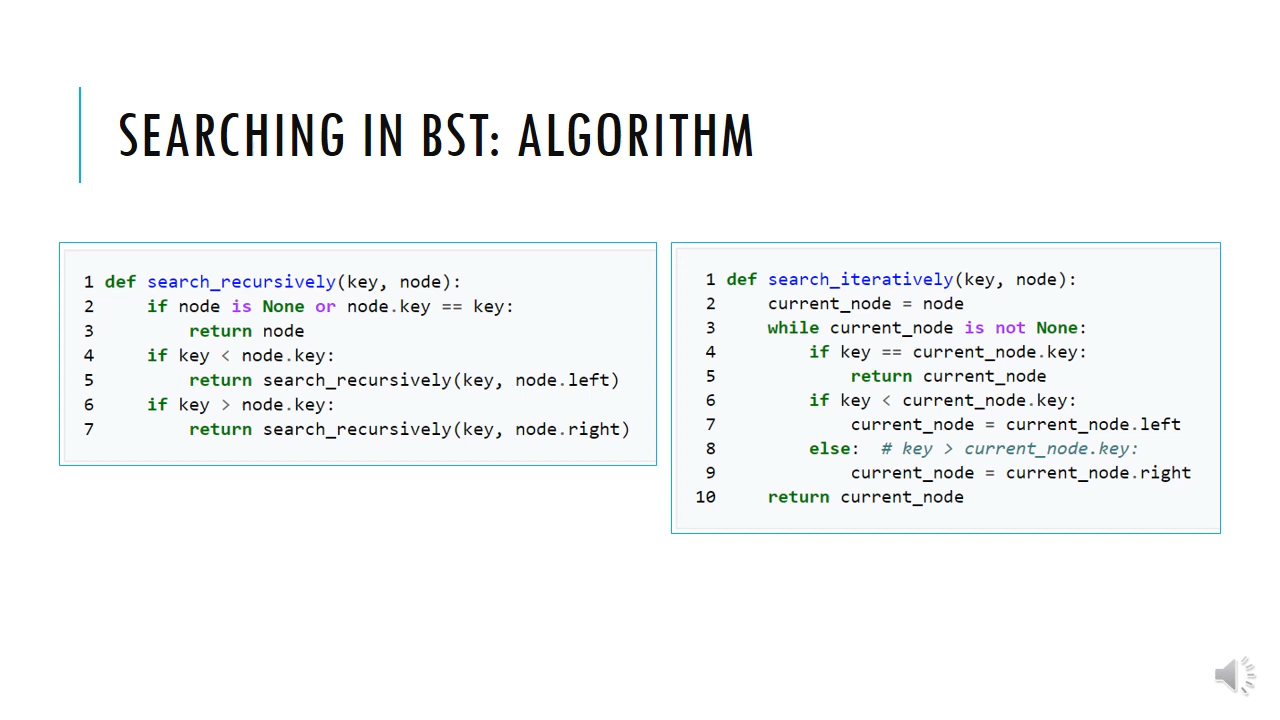 SEARCHING IN BST: ALGORITHM
1 def search_recursively(key, node):
2     if node is None or node.key == key:
3         return node
4     if key < node.key:
5         return search_recursively(key, node.left)
6     if key > node.key:
7         return search_recursively(key, node.right)
1 def search_iteratively(key, node):
2     current_node = node
3     while current_node is not None:
4         if key == current_node.key:
5             return current_node
6         if key < current_node.key:
7             current_node = current_node.left
8         else:  # key > current_node.key:
9             current_node = current_node.right
10     return current_node